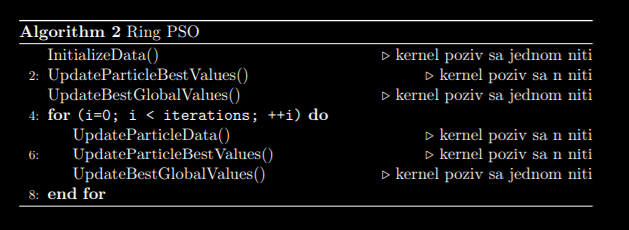 Algorithm 2 Ring PSO
InitializeData() ▷ kernel poziv sa jednom niti
2: UpdateParticleBestValues() ▷ kernel poziv sa n niti
UpdateBestGlobalValues() ▷ kernel poziv sa jednom niti
4: for (i=0; i < iterations; ++i) do
UpdateParticleData() ▷ kernel poziv sa n niti
6: UpdateParticleBestValues() ▷ kernel poziv sa n niti
UpdateBestGlobalValues() ▷ kernel poziv sa jednom niti
8: end for